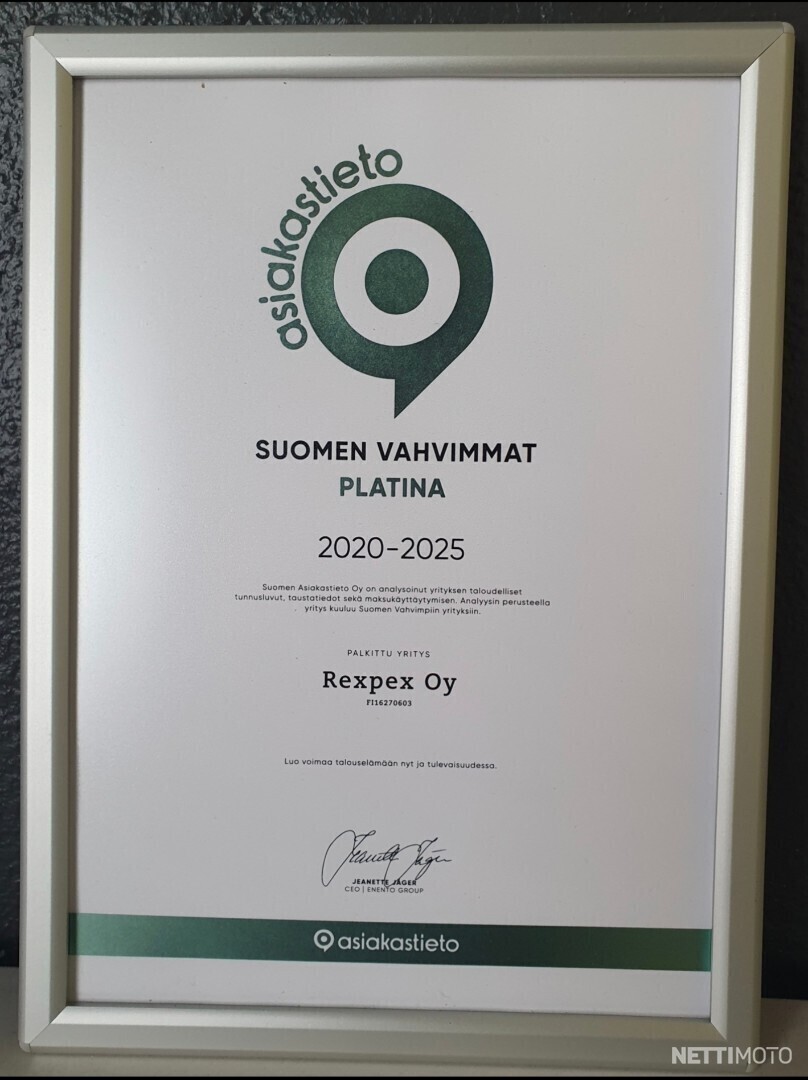 asiakastieto
SUOMEN VAHVIMMAT
PLATINA
2020-2025
Suomen Asiakastieto Oy on analysoinut yrityksen taloudelliset
tunnusluvut, taustatiedot sekä maksukäyttäytymisen. Analyysin perusteella
yritys kuuluu Suomen Vahvimpiin yrityksiin.
PALKITTU YRITYS
Rexpex Oy
FI16270603
Luo voimaa talouselämään nyt ja tulevaisuudessa.
Jeanette Jäger
JEANETTE JÄGER
CEO | ENENTO GROUP
asiakastieto
NETTIMOTO